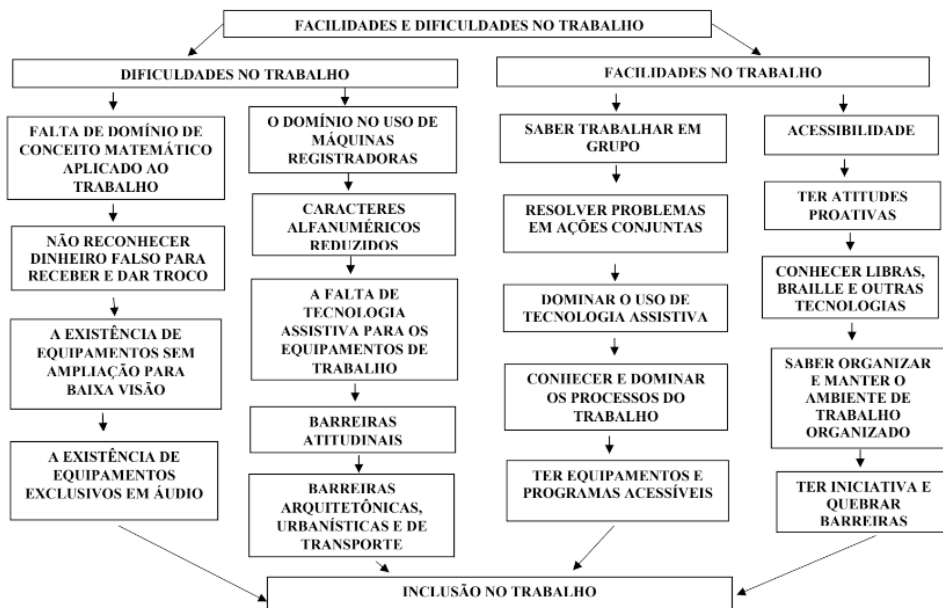 FACILIDADES E DIFICULDADES NO TRABALHO
DIFICULDADES NO TRABALHO
FALTA DE DOMÍNIO DE
CONCEITO MATEMÁTICO
APLICADO AO
TRABALHO
NÃO RECONHECER
DINHEIRO FALSO PARA
RECEBER E DAR TROCO
A EXISTÊNCIA DE
EQUIPAMENTOS SEM
AMPLIAÇÃO PARA
BAIXA VISÃO
A EXISTÊNCIA DE
EQUIPAMENTOS
EXCLUSIVOS EM ÁUDIO
O DOMÍNIO NO USO DE
MÁQUINAS
REGISTRADORAS
CARACTERES
ALFANUMÉRICOS
REDUZIDOS
A FALTA DE
TECNOLOGIA
ASSISTIVA PARA OS
EQUIPAMENTOS DE
TRABALHO
BARREIRAS
ATITUDINAIS
BARREIRAS
ARQUITETÔNICAS,
URBANÍSTICAS E DE
TRANSPORTE
FACILIDADES NO TRABALHO
SABER TRABALHAR EM
GRUPO
RESOLVER PROBLEMAS
EM AÇÕES CONJUNTAS
DOMINAR O USO DE
TECNOLOGIA ASSISTIVA
CONHECER E DOMINAR
OS PROCESSOS DO
TRABALHO
TER EQUIPAMENTOS E
PROGRAMAS ACESSÍVEIS
ACESSIBILIDADE
TER ATITUDES
PROATIVAS
CONHECER LIBRAS,
BRAILLE E OUTRAS
TECNOLOGIAS
SABER ORGANIZAR
E MANTER O
AMBIENTE DE
TRABALHO
ORGANIZADO
TER INICIATIVA E
QUEBRAR
BARREIRAS
INCLUSÃO NO TRABALHO